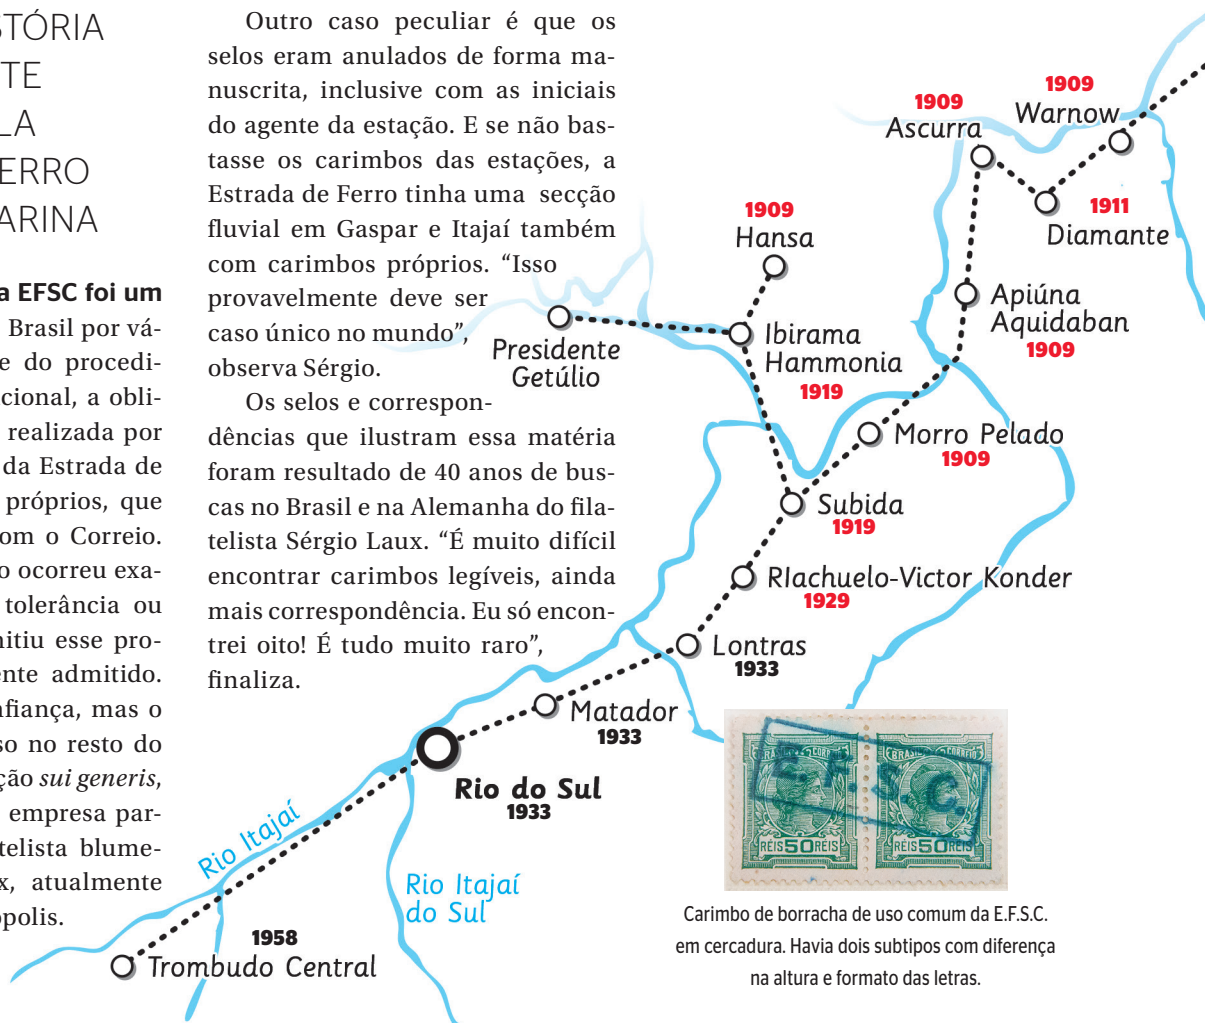 STÓRIA
TE
LA
ERRO
ARINA
a EFSC foi um
Brasil por vá-
e do procedi-
cional, a obli-
realizada por
da Estrada de
próprios, que
om o Correio.
o ocorreu exa-
tolerância ou
nitiu esse pro-
ente admitido.
nfiança, mas o
so no resto do
ção sui generis,
empresa par-
telista blume-
x, atualmente
opolis.
Outro caso peculiar é que os
selos eram anulados de forma ma-
nuscrita, inclusive com as iniciais
do agente da estação. E se não bas-
tasse os carimbos das estações, a
Estrada de Ferro tinha uma secção
fluvial em Gaspar e Itajaí também
com carimbos próprios. “Isso
provavelmente deve ser
caso único no mundo”,
observa Sérgio.
Os selos e correspon-
dências que ilustram essa matéria
foram resultado de 40 anos de bus-
cas no Brasil e na Alemanha do fila-
telista Sérgio Laux. “É muito difícil
encontrar carimbos legíveis, ainda
mais correspondência. Eu só encon-
trei oito! É tudo muito raro”,
finaliza.
1909
Warnow
1909
Ascurra
1911
Diamante
1909
Hansa
Apiúna
Aquidaban
1909
Presidente
Getúlio
Ibirama
Hammonia
1919
Morro Pelado
1909
Subida
1919
RIachuelo-Victor Konder
1929
Lontras
1933
Matador
1933
Rio do Sul
1933
Rio Itajaí
Rio Itajaí
do Sul
1958
Trombudo Central
BRASIL CORREIO
BRASIL CORREIO
E.F.S.C.
RÉIS 50 RÉIS
RÉIS 50 RÉIS
Carimbo de borracha de uso comum da E.F.S.C.
em cercadura. Havia dois subtipos com diferença
na altura e formato das letras.